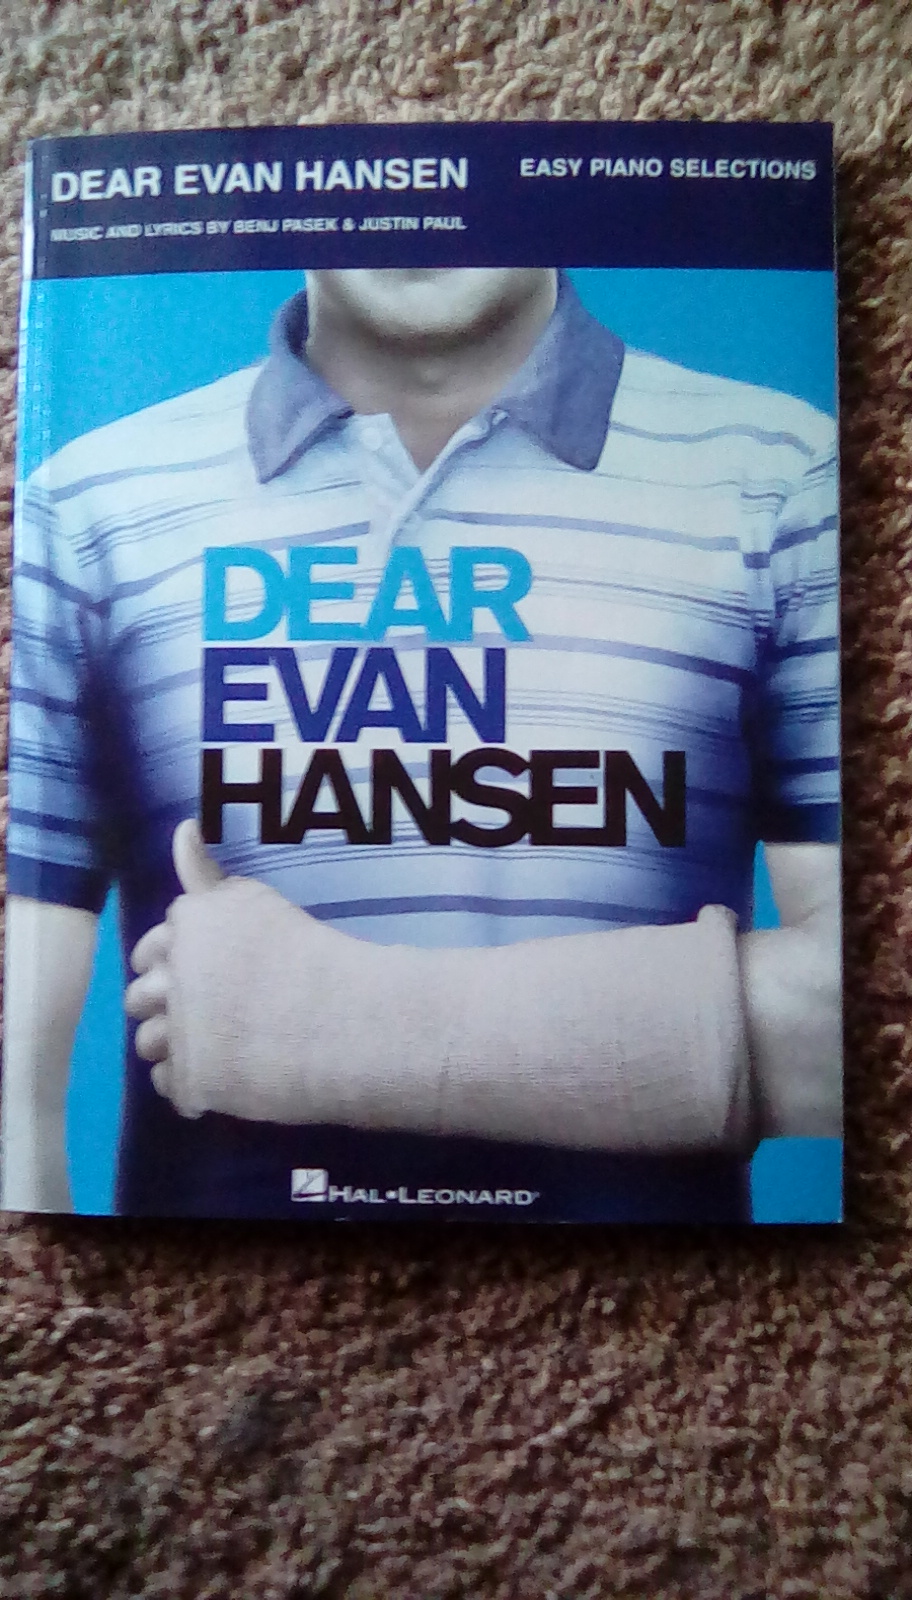 DEAR EVAN HANSEN
EASY PIANO SELECTIONS
MUSIC AND LYRICS BY BENJ PASEK & JUSTIN PAUL
DEAR
EVAN
HANSEN
HAL•LEONARD®